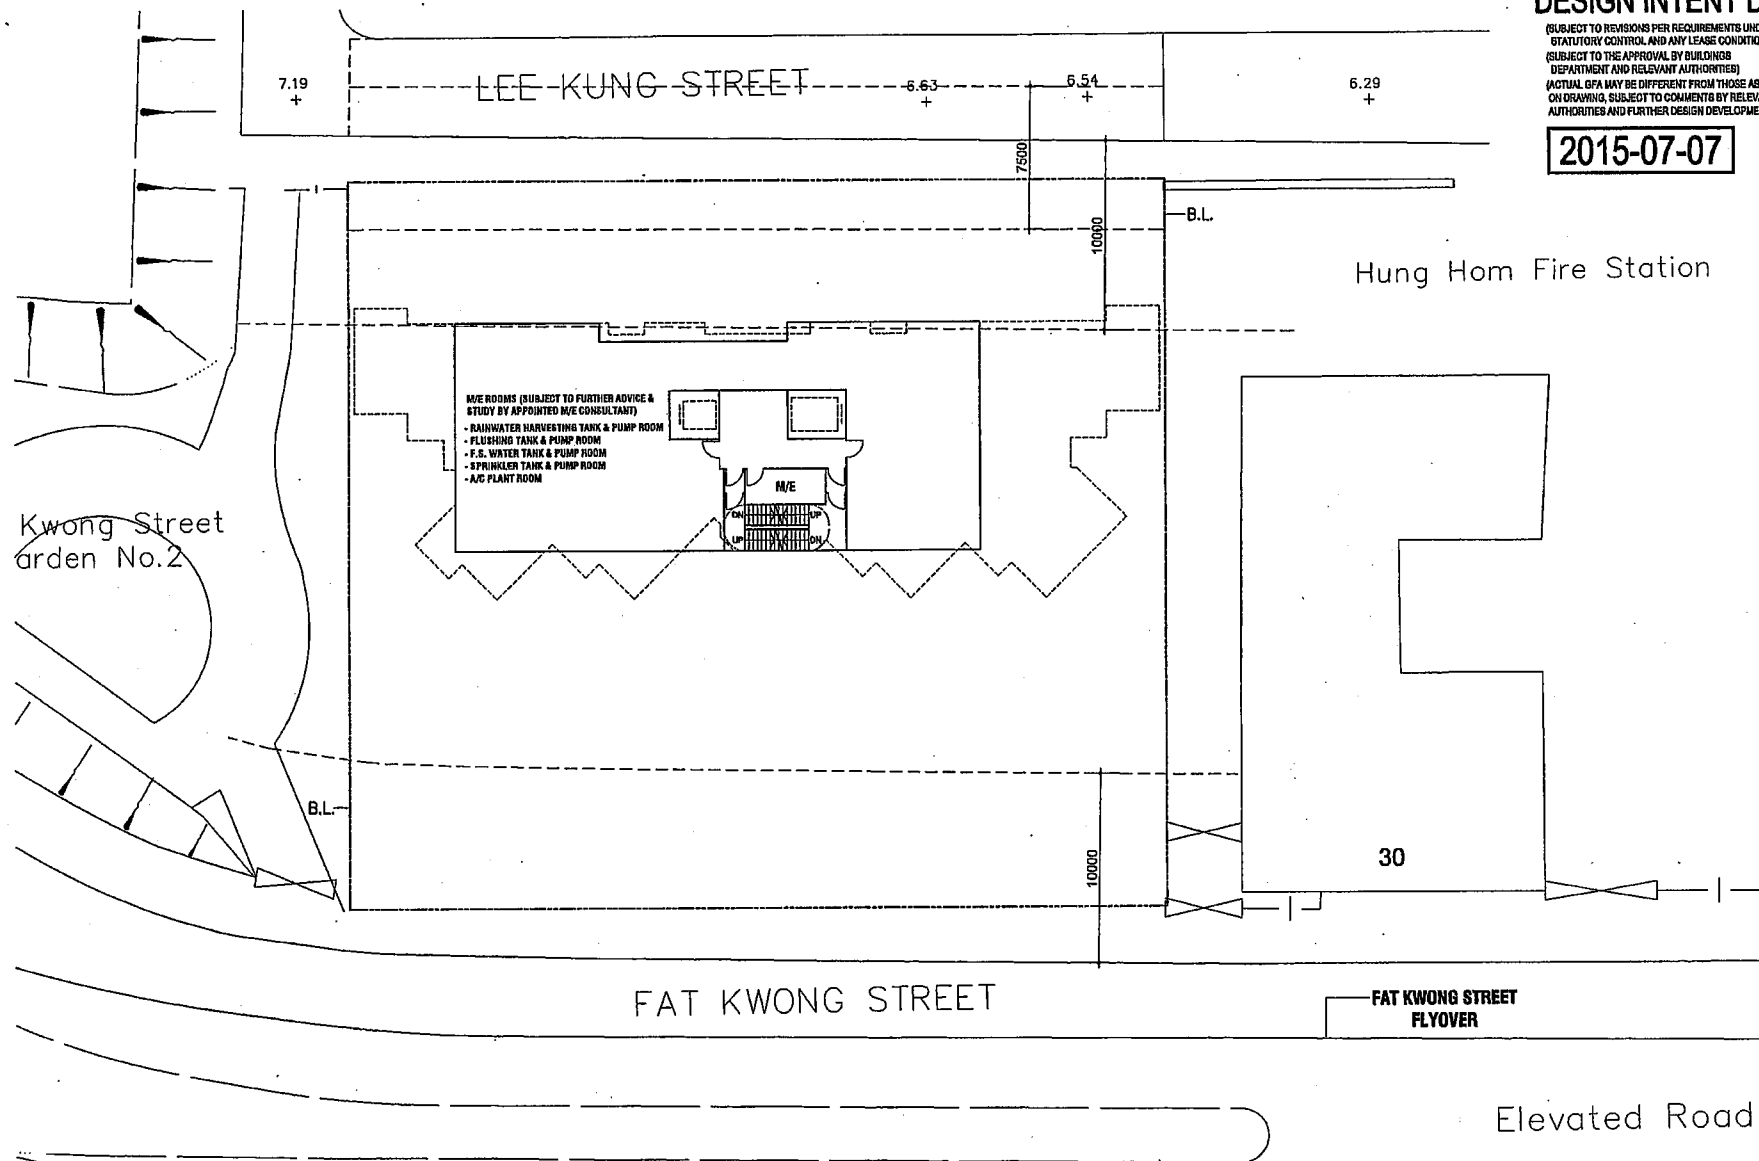 DESIGN INTENT D
(SUBJECT TO REVISIONS PER REQUIREMENTS UND
STATUTORY CONTROL AND ANY LEASE CONDITIO
(SUBJECT TO THE APPROVAL BY BUILDINGS
DEPARTMENT AND RELEVANT AUTHORITIES)
(ACTUAL GFA MAY BE DIFFERENT FROM THOSE AS
ON DRAWING, SUBJECT TO COMMENTS BY RELEVA
AUTHORITIES AND FURTHER DESIGN DEVELOPME
2015-07-07
7.19
LEE KUNG STREET
6.63
6.54
6.29
7500
10000
B.L.
Hung Hom Fire Station
M/E ROOMS (SUBJECT TO FURTHER ADVICE &
STUDY BY APPOINTED M/E CONSULTANT)
- RAINWATER HARVESTING TANK & PUMP ROOM
- FLUSHING TANK & PUMP ROOM
- F.S. WATER TANK & PUMP ROOM
- SPRINKLER TANK & PUMP ROOM
- A/C PLANT ROOM
M/E
DN
UP
UP
DN
Kwong Street
arden No.2
B.L.
10000
30
FAT KWONG STREET
FAT KWONG STREET
FLYOVER
Elevated Road